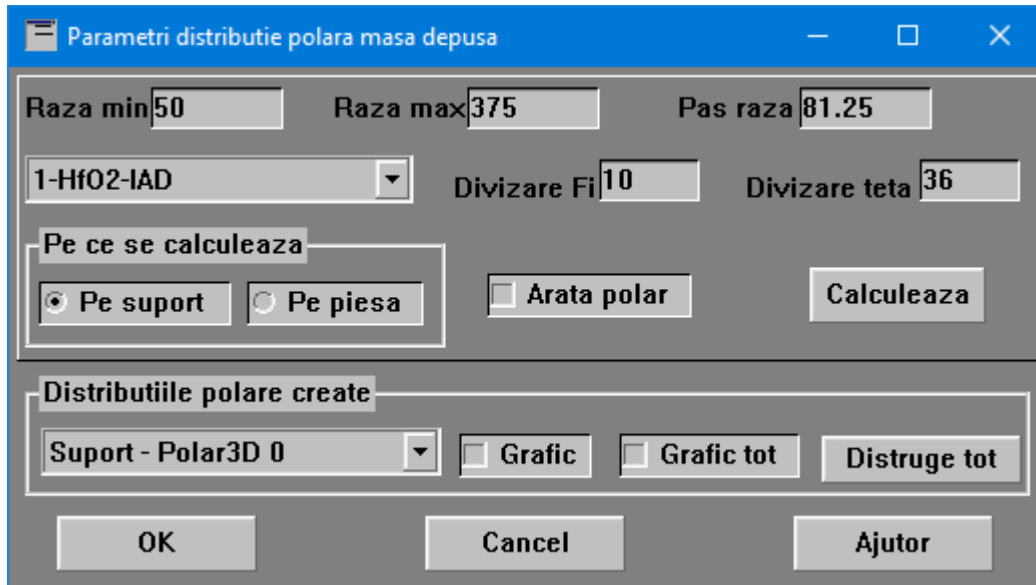 Parametri distributie polara masa depusa
Raza min 50 Raza max 375 Pas raza 81.25
1-HfO2-IAD Divizare Fi 10 Divizare teta 36
Pe ce se calculeaza
Pe suport Pe piesa Arata polar Calculeaza
Distributiile polare create
Suport - Polar3D 0 Grafic Grafic tot Distruge tot
OK Cancel Ajutor